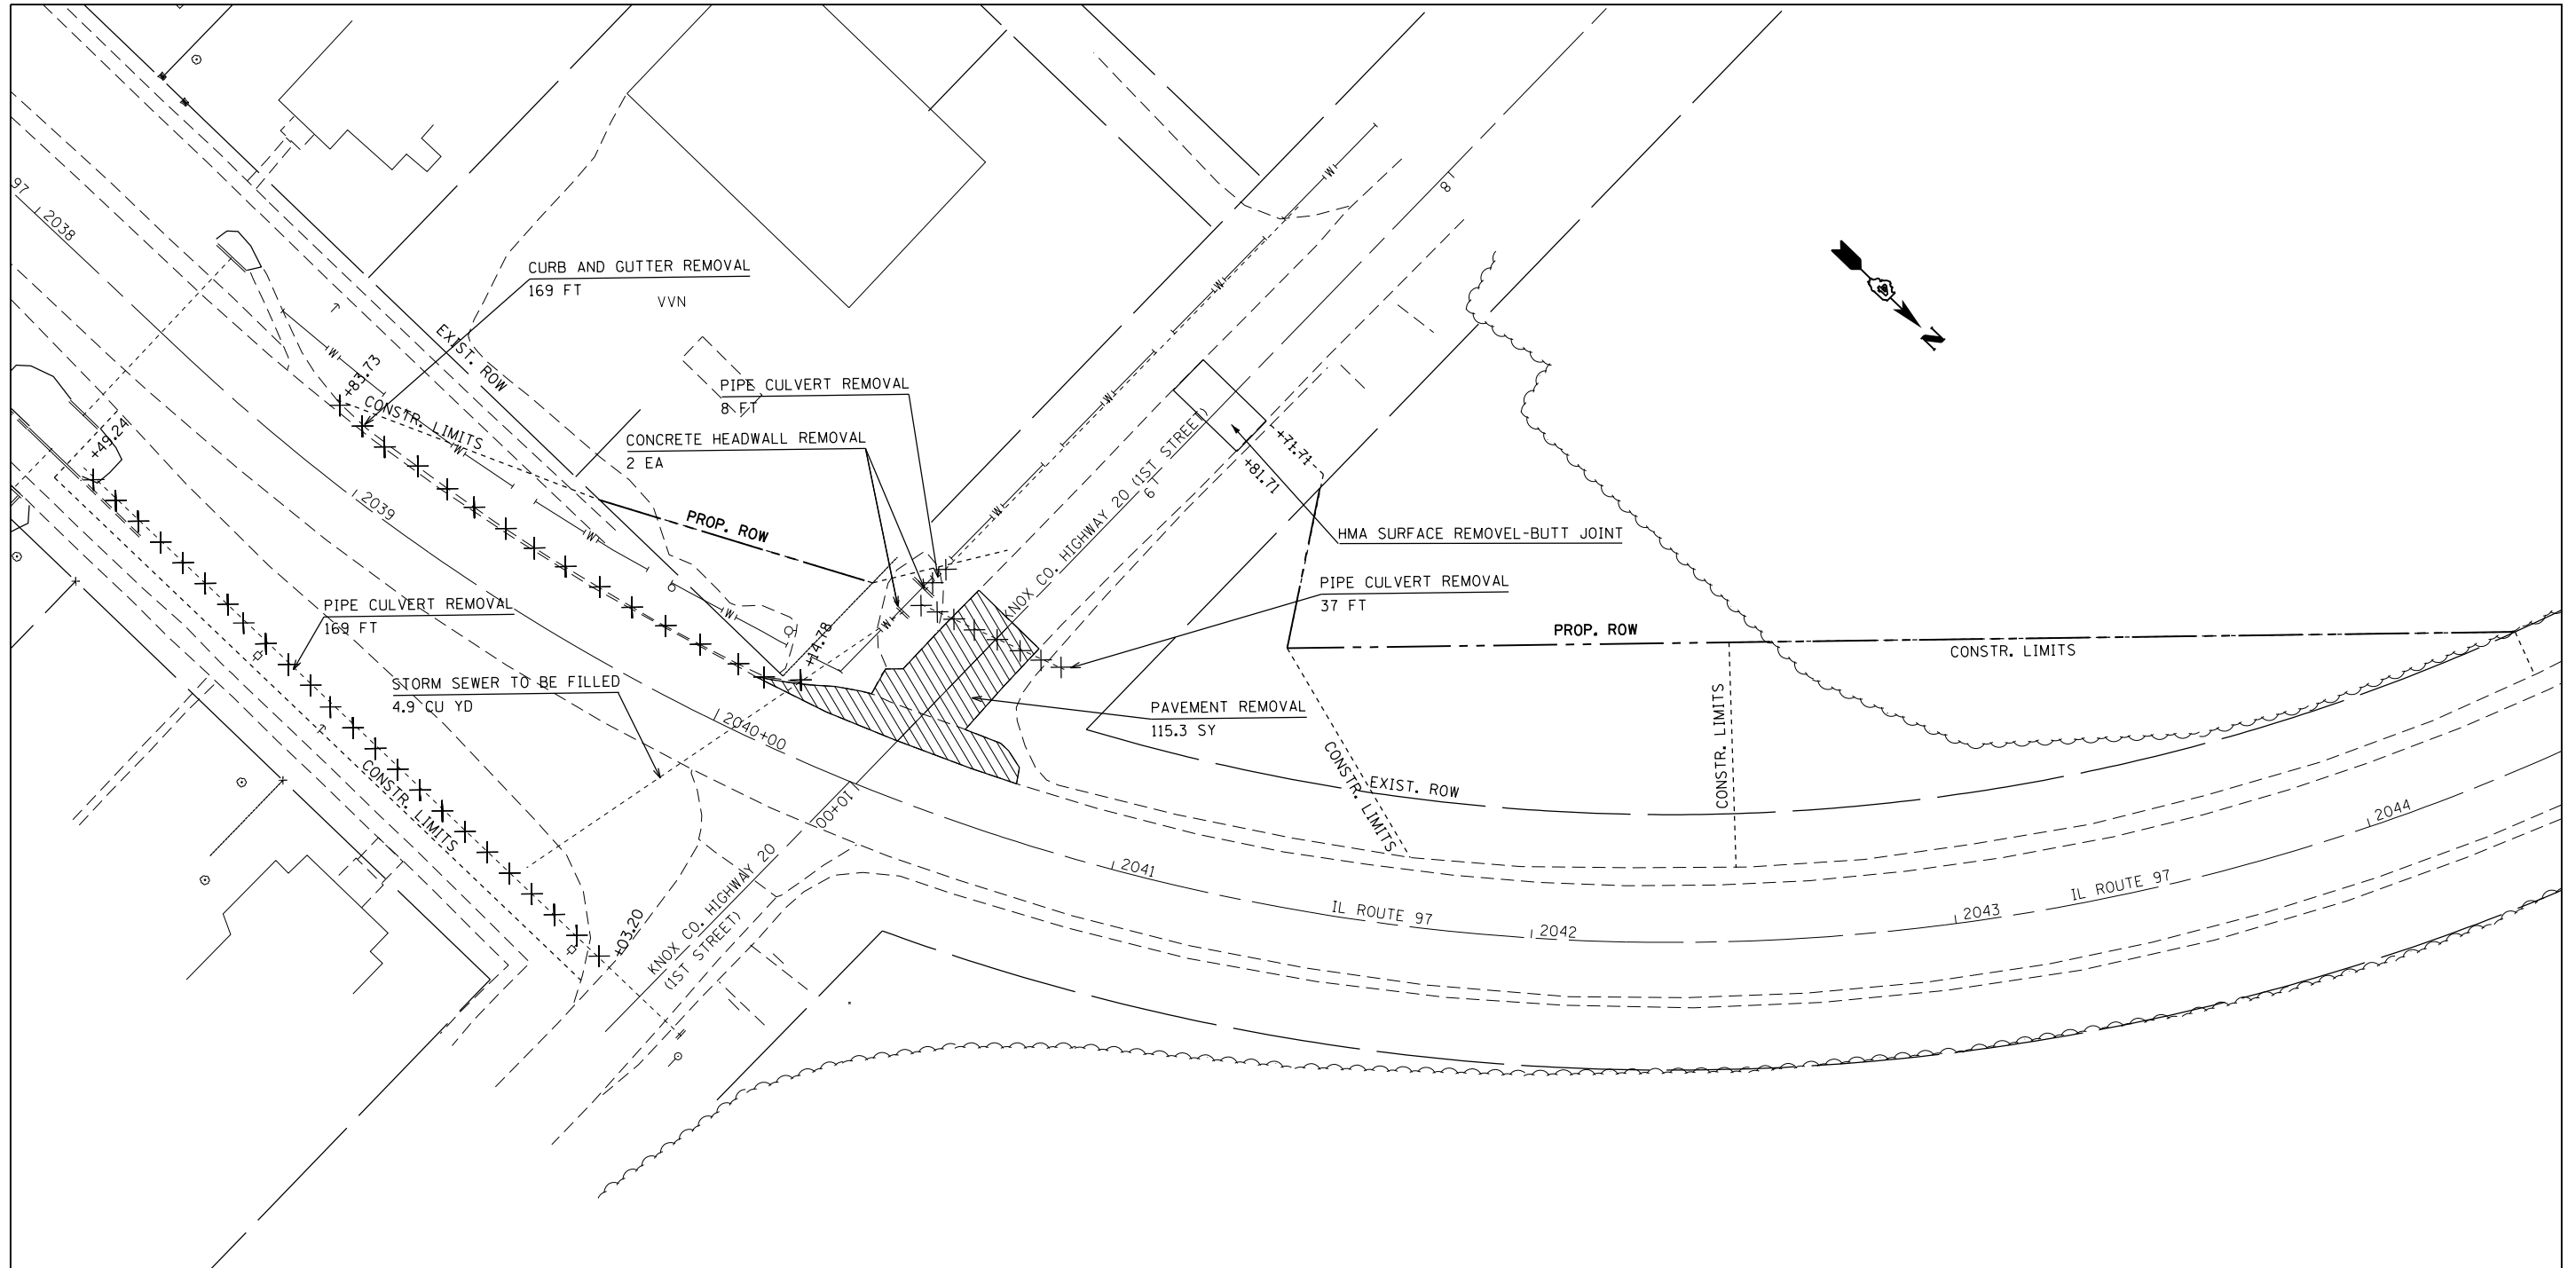 97
2038
CURB AND GUTTER REMOVAL
169 FT
VVN
EXIST. ROW
+83.73
CONSTR. LIMITS
PIPE CULVERT REMOVAL
8 FT
CONCRETE HEADWALL REMOVAL
2 EA
+49.24
2039
PROP. ROW
W
W
W
W
W
W
W
W
W
W
W
8
N
KNOX CO. HIGHWAY 20 (1ST STREET)
9
+71.71
+81.71
HMA SURFACE REMOVEL-BUTT JOINT
PIPE CULVERT REMOVAL
37 FT
PIPE CULVERT REMOVAL
169 FT
+14.78
STORM SEWER TO BE FILLED
4.9 CU YD
2040+00
PAVEMENT REMOVAL
115.3 SY
PROP. ROW
CONSTR. LIMITS
CONSTR. LIMITS
CONSTR. LIMITS
EXIST. ROW
CONSTR. LIMITS
10+00
2041
IL ROUTE 97
2042
2043
IL ROUTE 97
2044
+03.20
KNOX CO. HIGHWAY 20
(1ST STREET)